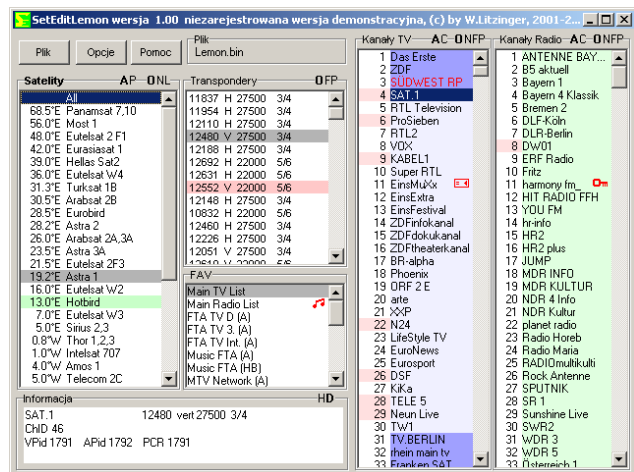 SetEditLemon wersja 1.00 niezarejestrowana wersja demonstracyjna, (c) by W.Litzinger, 2001-2...
Plik Opcje Pomoc
Plik
Lemon.bin
Satelity AP ONL
All
68.5°E Panamsat 7,10
56.0°E Most 1
48.0°E Eutelsat 2 F1
42.0°E Eurasiasat 1
39.0°E Hellas Sat2
36.0°E Eutelsat W4
31.3°E Turksat 1B
30.5°E Arabsat 2B
28.5°E Eurobird
28.2°E Astra 2
26.0°E Arabsat 2A,3A
23.5°E Astra 3A
21.5°E Eutelsat 2F3
19.2°E Astra 1
16.0°E Eutelsat W2
13.0°E Hotbird
7.0°E Eutelsat W3
5.0°E Sirius 2,3
0.8°W Thor 1,2,3
1.0°W Intelsat 707
4.0°W Amos 1
5.0°W Telecom 2C
Transpondery OFP
11837 H 27500 3/4
11954 H 27500 3/4
12110 H 27500 3/4
12480 V 27500 3/4
12188 H 27500 3/4
12692 H 22000 5/6
12631 H 22000 5/6
12552 V 22000 5/6
12148 H 27500 3/4
10832 H 22000 5/6
12460 H 27500 3/4
12226 H 27500 3/4
12051 V 27500 3/4
12610 V 22000 5/6
FAV
Main TV List
Main Radio List
FTA TV D (A)
FTA TV 3. (A)
FTA TV Int. (A)
Music FTA (A)
Music FTA (HB)
MTV Network (A)
Informacja HD
SAT.1 12480 vert 27500 3/4
ChID 46
VPid 1791 APid 1792 PCR 1791
Kanały TV AC ONFP
1 Das Erste
2 ZDF
3 SÜDWEST RP
4 SAT.1
5 RTL Television
6 ProSieben
7 RTL2
8 VOX
9 KABEL1
10 Super RTL
11 EinsMuXx
12 EinsExtra
13 EinsFestival
14 ZDFinfokanal
15 ZDFdokukanal
16 ZDFtheaterkanal
17 BR-alpha
18 Phoenix
19 ORF 2 E
20 arte
21 XXP
22 N24
23 LifeStyle TV
24 EuroNews
25 Eurosport
26 DSF
27 KiKa
28 TELE 5
29 Neun Live
30 TW1
31 TV.BERLIN
32 rhein main tv
33 Franken SAT
Kanały Radio AC ONFP
1 ANTENNE BAY...
2 B5 aktuell
3 Bayern 1
4 Bayern 4 Klassik
5 Bremen 2
6 DLF-Köln
7 DLR-Berlin
8 DW01
9 ERF Radio
10 Fritz
11 harmony fm_
12 HIT RADIO FFH
13 YOU FM
14 hr-info
15 HR2
16 HR2 plus
17 JUMP
18 MDR INFO
19 MDR KULTUR
20 NDR 4 Info
21 NDR Kultur
22 planet radio
23 Radio Horeb
24 Radio Maria
25 RADIOmultikulti
26 Rock Antenne
27 SPUTNIK
28 SR 1
29 Sunshine Live
30 SWR2
31 WDR 3
32 WDR 5
33 Österreich 1